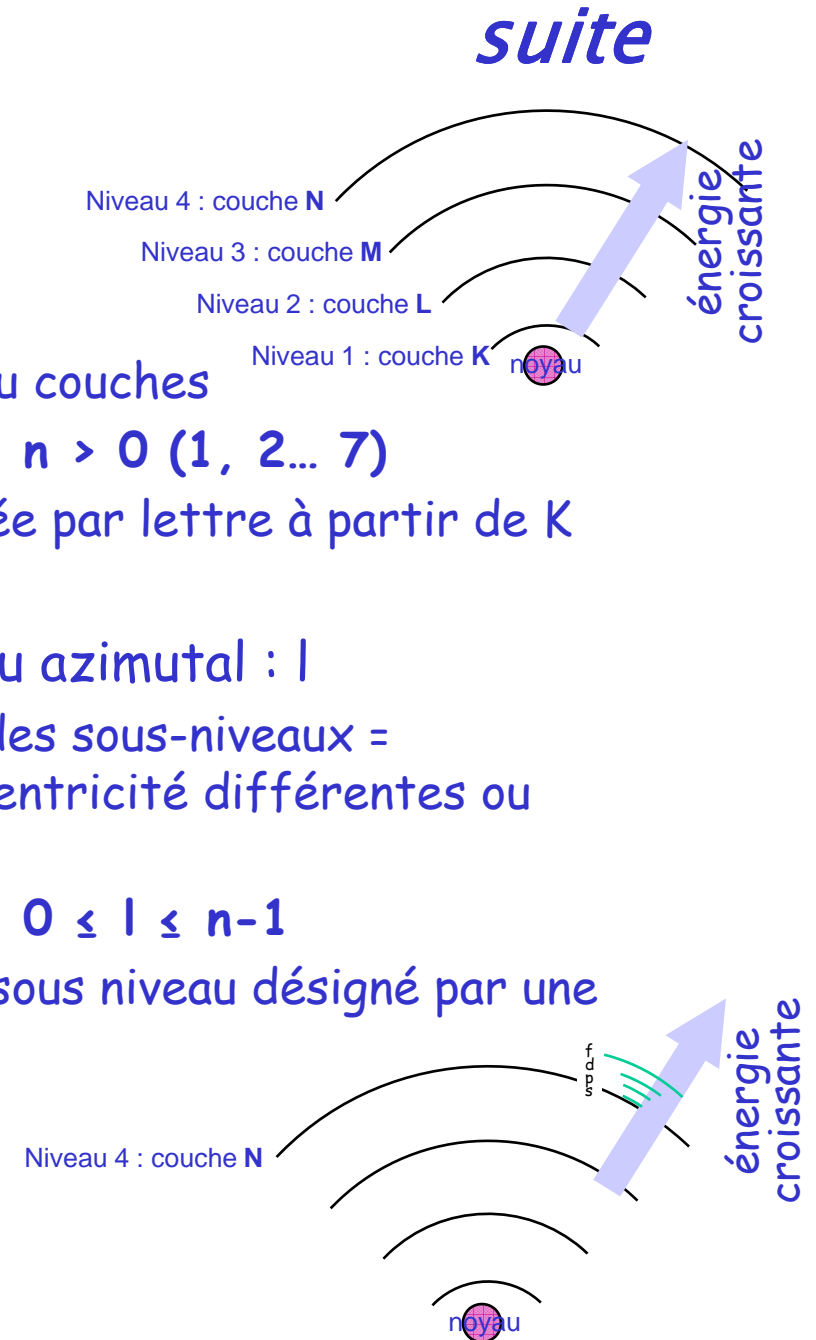 suite
énergie
croissante
Niveau 4 : couche N
Niveau 3 : couche M
Niveau 2 : couche L
Niveau 1 : couche K
noyau
u couches
n > 0 (1, 2… 7)
ée par lettre à partir de K
u azimutal : l
des sous-niveaux =
entricité différentes ou
0 ≤ l ≤ n-1
sous niveau désigné par une
f
d
p
s
énergie
croissante
Niveau 4 : couche N
noyau